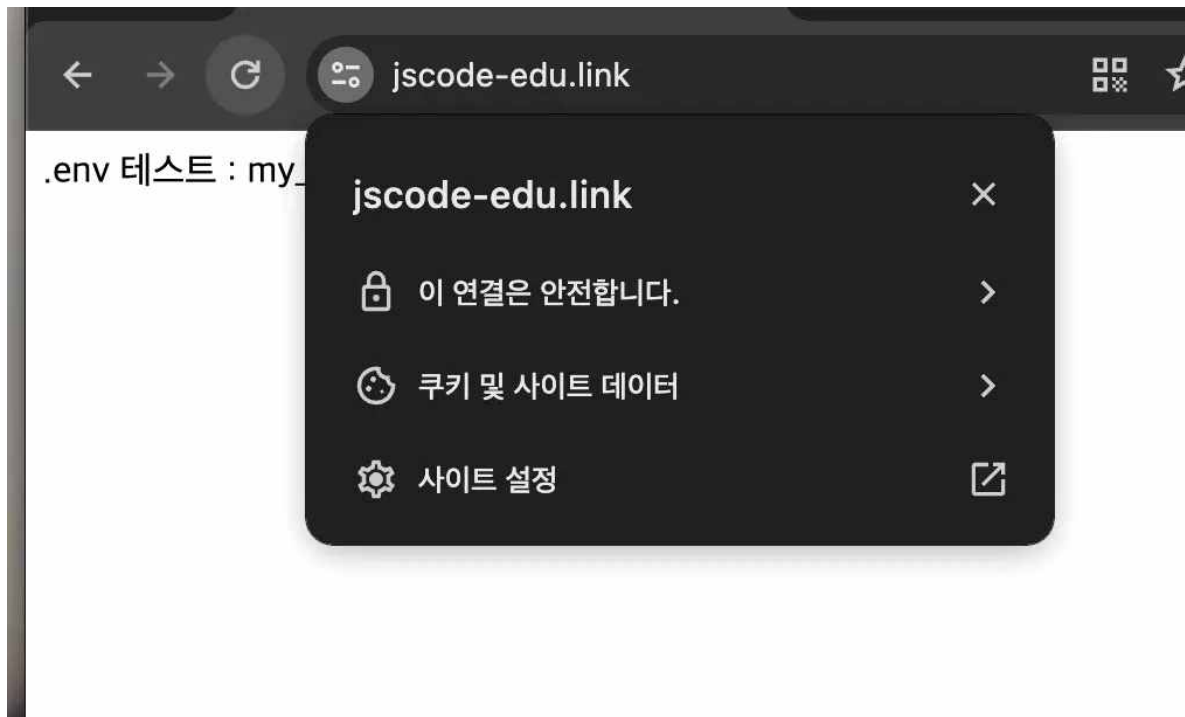 jscode-edu.link
.env 테스트 : my_
jscode-edu.link
이 연결은 안전합니다.
쿠키 및 사이트 데이터
사이트 설정